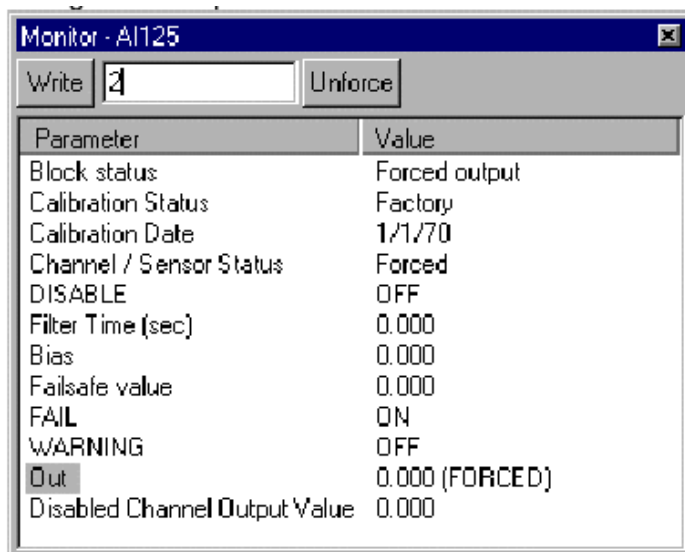 Monitor - AI125
Write 2 Unforce
Parameter Value
Block status Forced output
Calibration Status Factory
Calibration Date 1/1/70
Channel / Sensor Status Forced
DISABLE OFF
Filter Time (sec) 0.000
Bias 0.000
Failsafe value 0.000
FAIL ON
WARNING OFF
Out 0.000 (FORCED)
Disabled Channel Output Value 0.000